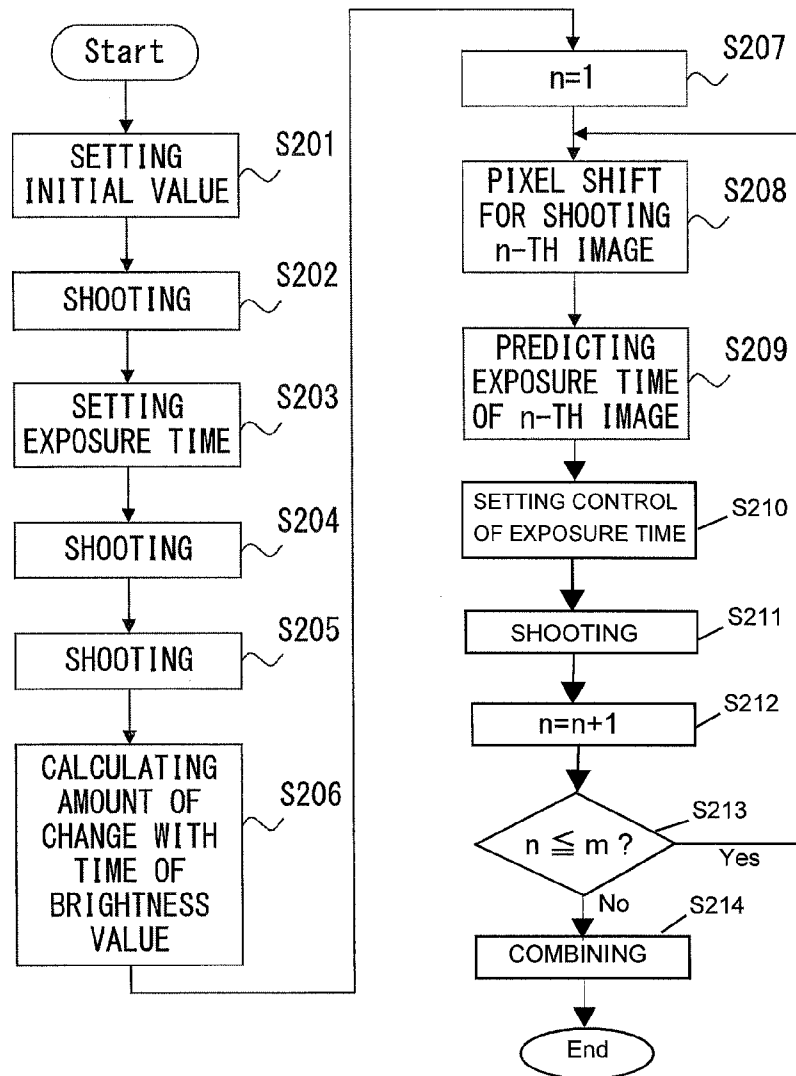 Start
SETTING
INITIAL VALUE
S201
SHOOTING
S202
SETTING
EXPOSURE TIME
S203
SHOOTING
S204
SHOOTING
S205
CALCULATING
AMOUNT OF
CHANGE WITH
TIME OF
BRIGHTNESS
VALUE
S206
n=1
S207
PIXEL SHIFT
FOR SHOOTING
n-TH IMAGE
S208
PREDICTING
EXPOSURE TIME
OF n-TH IMAGE
S209
SETTING CONTROL
OF EXPOSURE TIME
S210
SHOOTING
S211
n=n+1
S212
n ≦ m ?
S213
Yes
No
COMBINING
S214
End